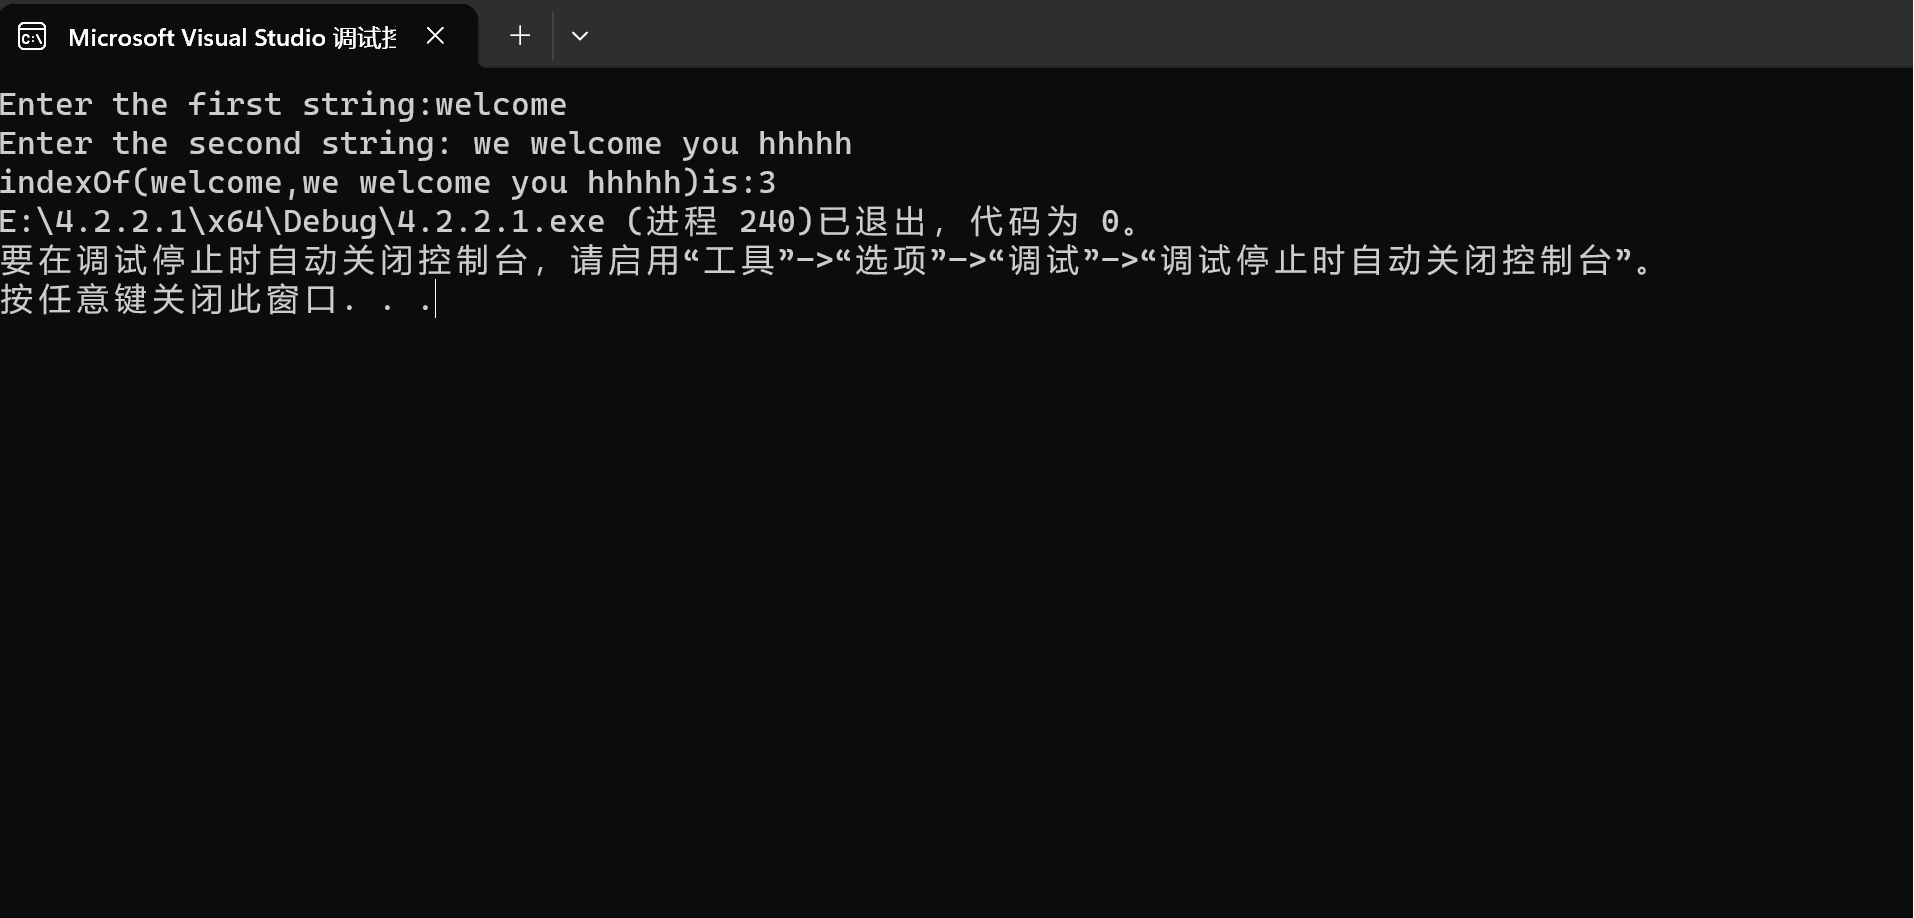 Microsoft Visual Studio 调试
Enter the first string:welcome
Enter the second string: we welcome you hhhhh
indexOf(welcome,we welcome you hhhhh)is:3
E:\4.2.2.1\x64\Debug\4.2.2.1.exe (进程 240)已退出，代码为 0。
要在调试停止时自动关闭控制台，请启用“工具”->“选项”->“调试”->“调试停止时自动关闭控制台”。
按任意键关闭此窗口. . .